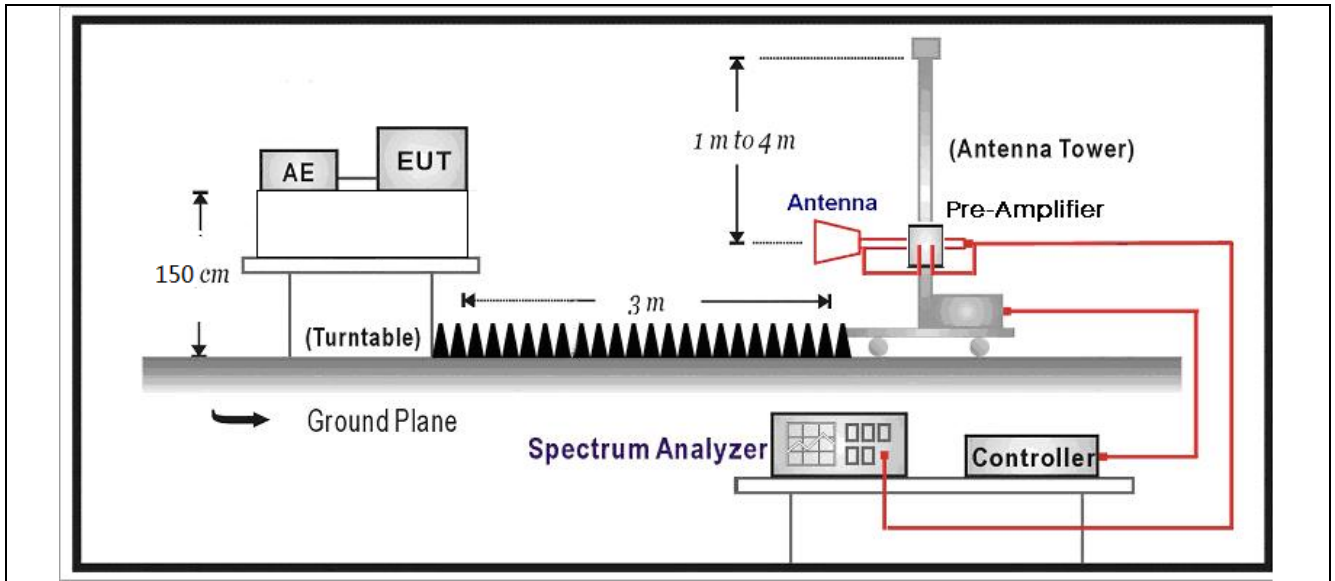 1 m to 4 m
(Antenna Tower)
AE
EUT
Antenna
Pre-Amplifier
150 cm
3 m
(Turntable)
Ground Plane
Spectrum Analyzer
Controller